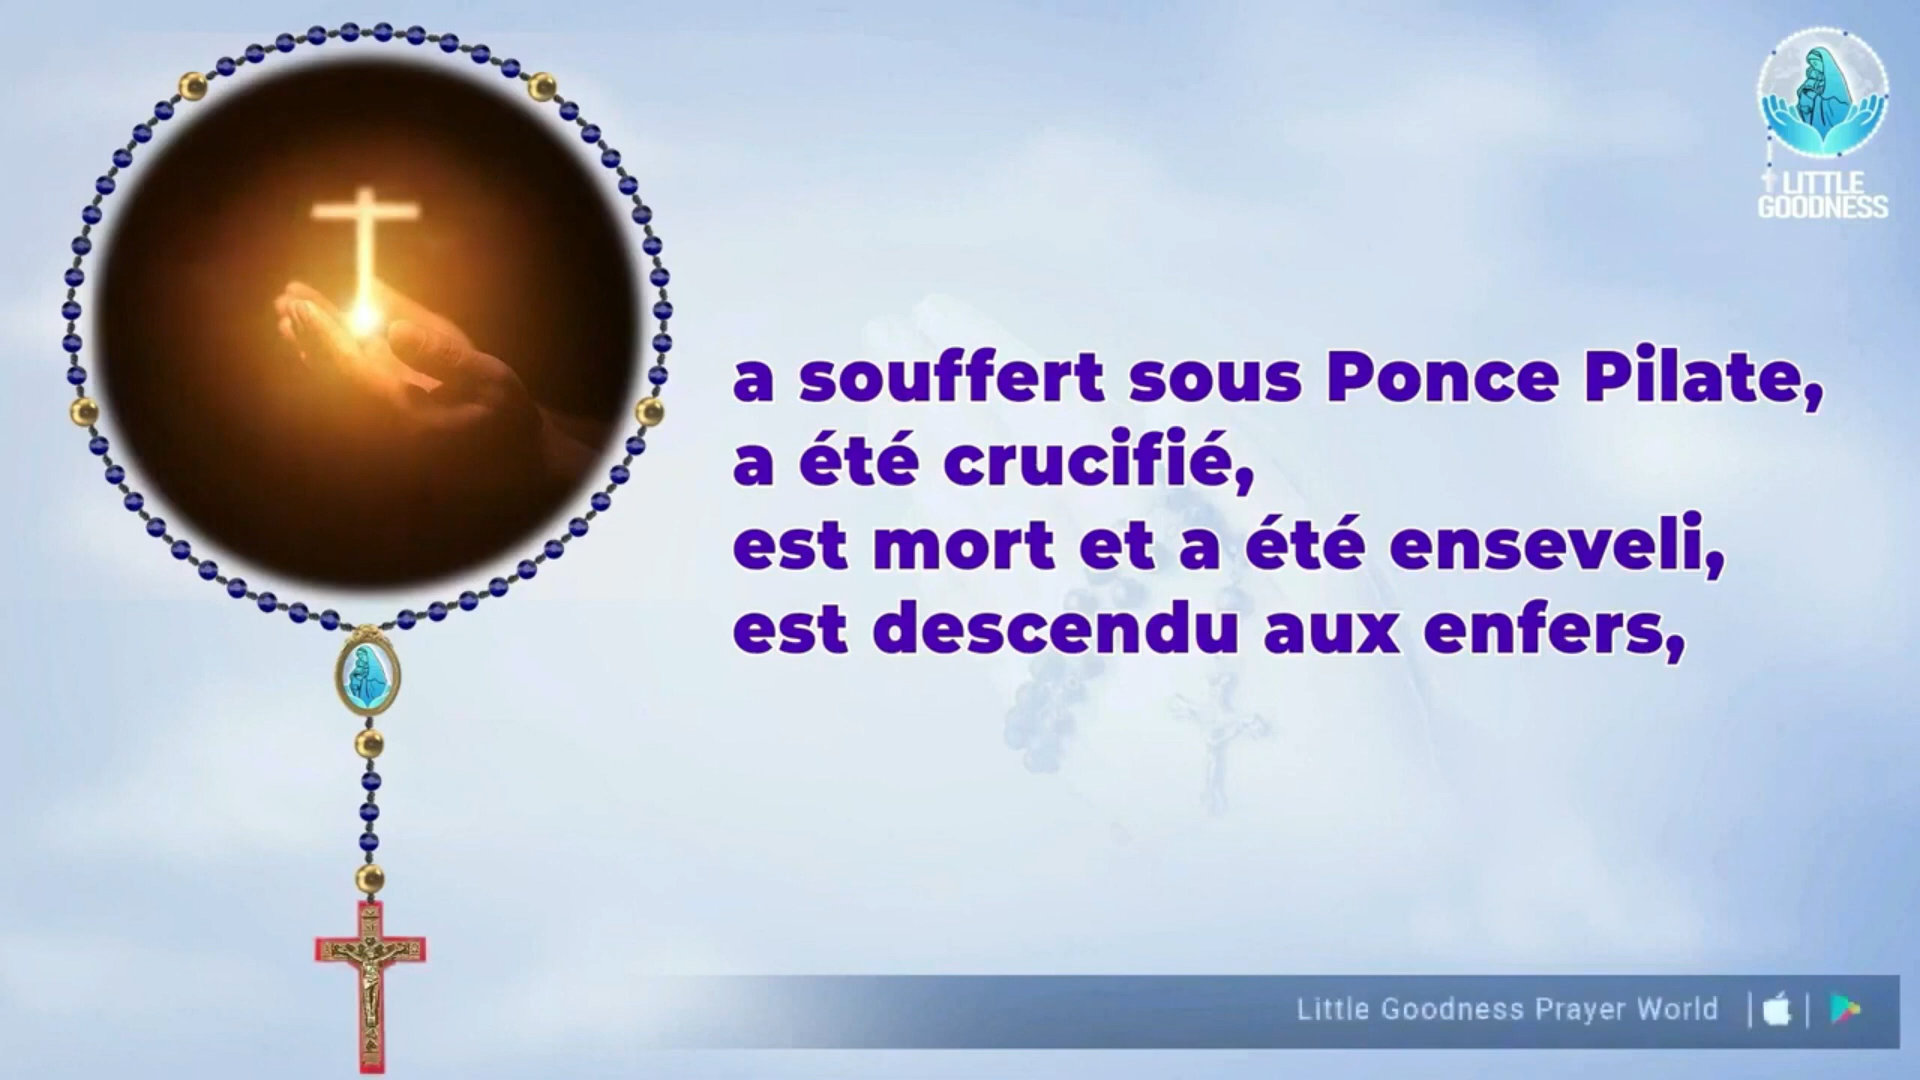 LITTLE
GOODNESS
a souffert sous Ponce Pilate,
a été crucifié,
est mort et a été enseveli,
est descendu aux enfers,
Little Goodness Prayer World